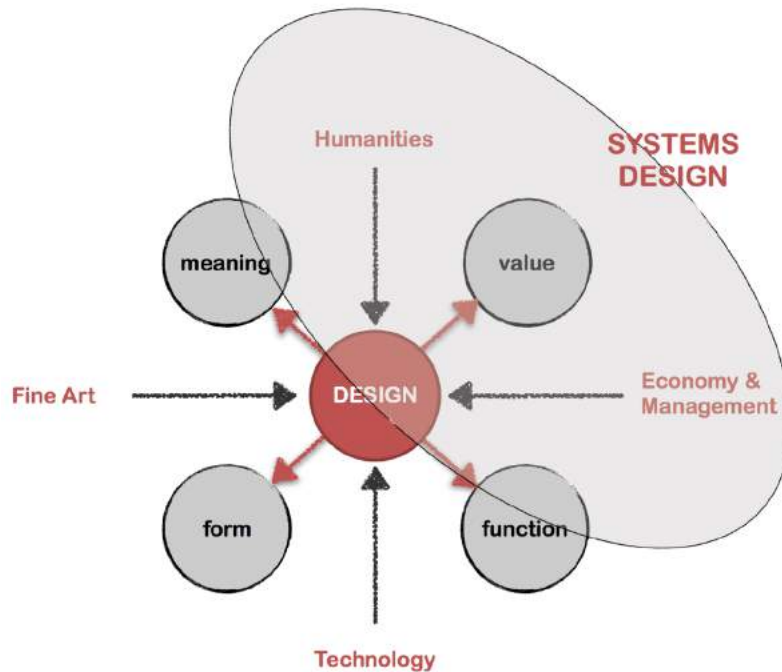 Humanities
SYSTEMS
DESIGN
meaning
value
DESIGN
Fine Art
Economy &
Management
form
function
Technology